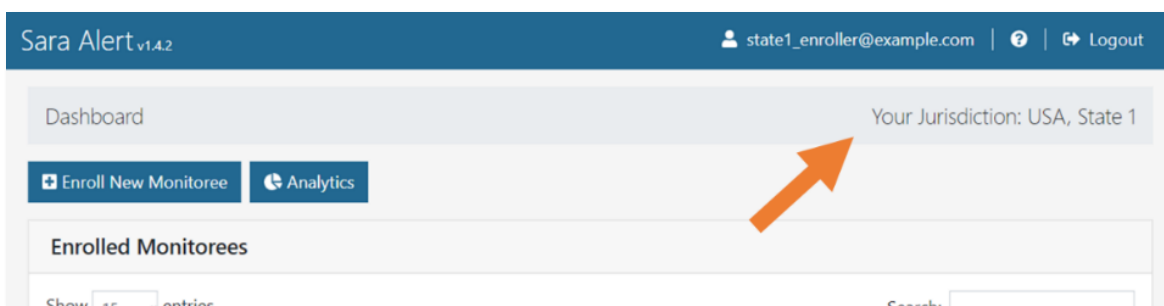 Sara Alert v1.4.2 state1_enroller@example.com | ? | Logout
Dashboard Your Jurisdiction: USA, State 1
Enroll New Monitoree Analytics
Enrolled Monitorees
Show 15 entries Search: